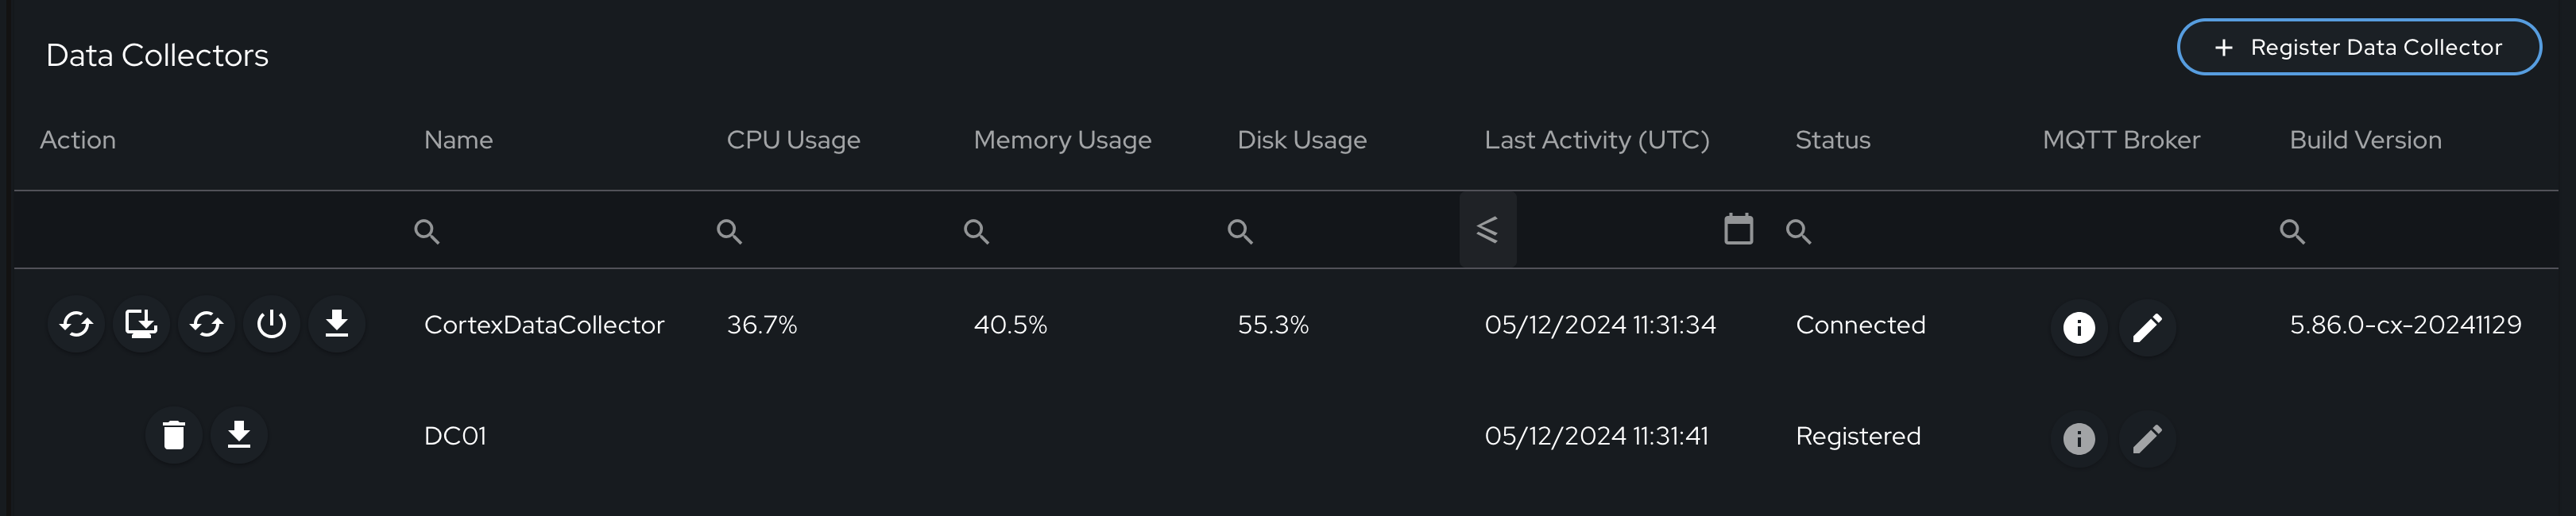 Data Collectors
+ Register Data Collector
Action Name CPU Usage Memory Usage Disk Usage Last Activity (UTC) Status MQTT Broker Build Version
CortexDataCollector 36.7% 40.5% 55.3% 05/12/2024 11:31:34 Connected 5.86.0-cx-20241129
DC01 05/12/2024 11:31:41 Registered